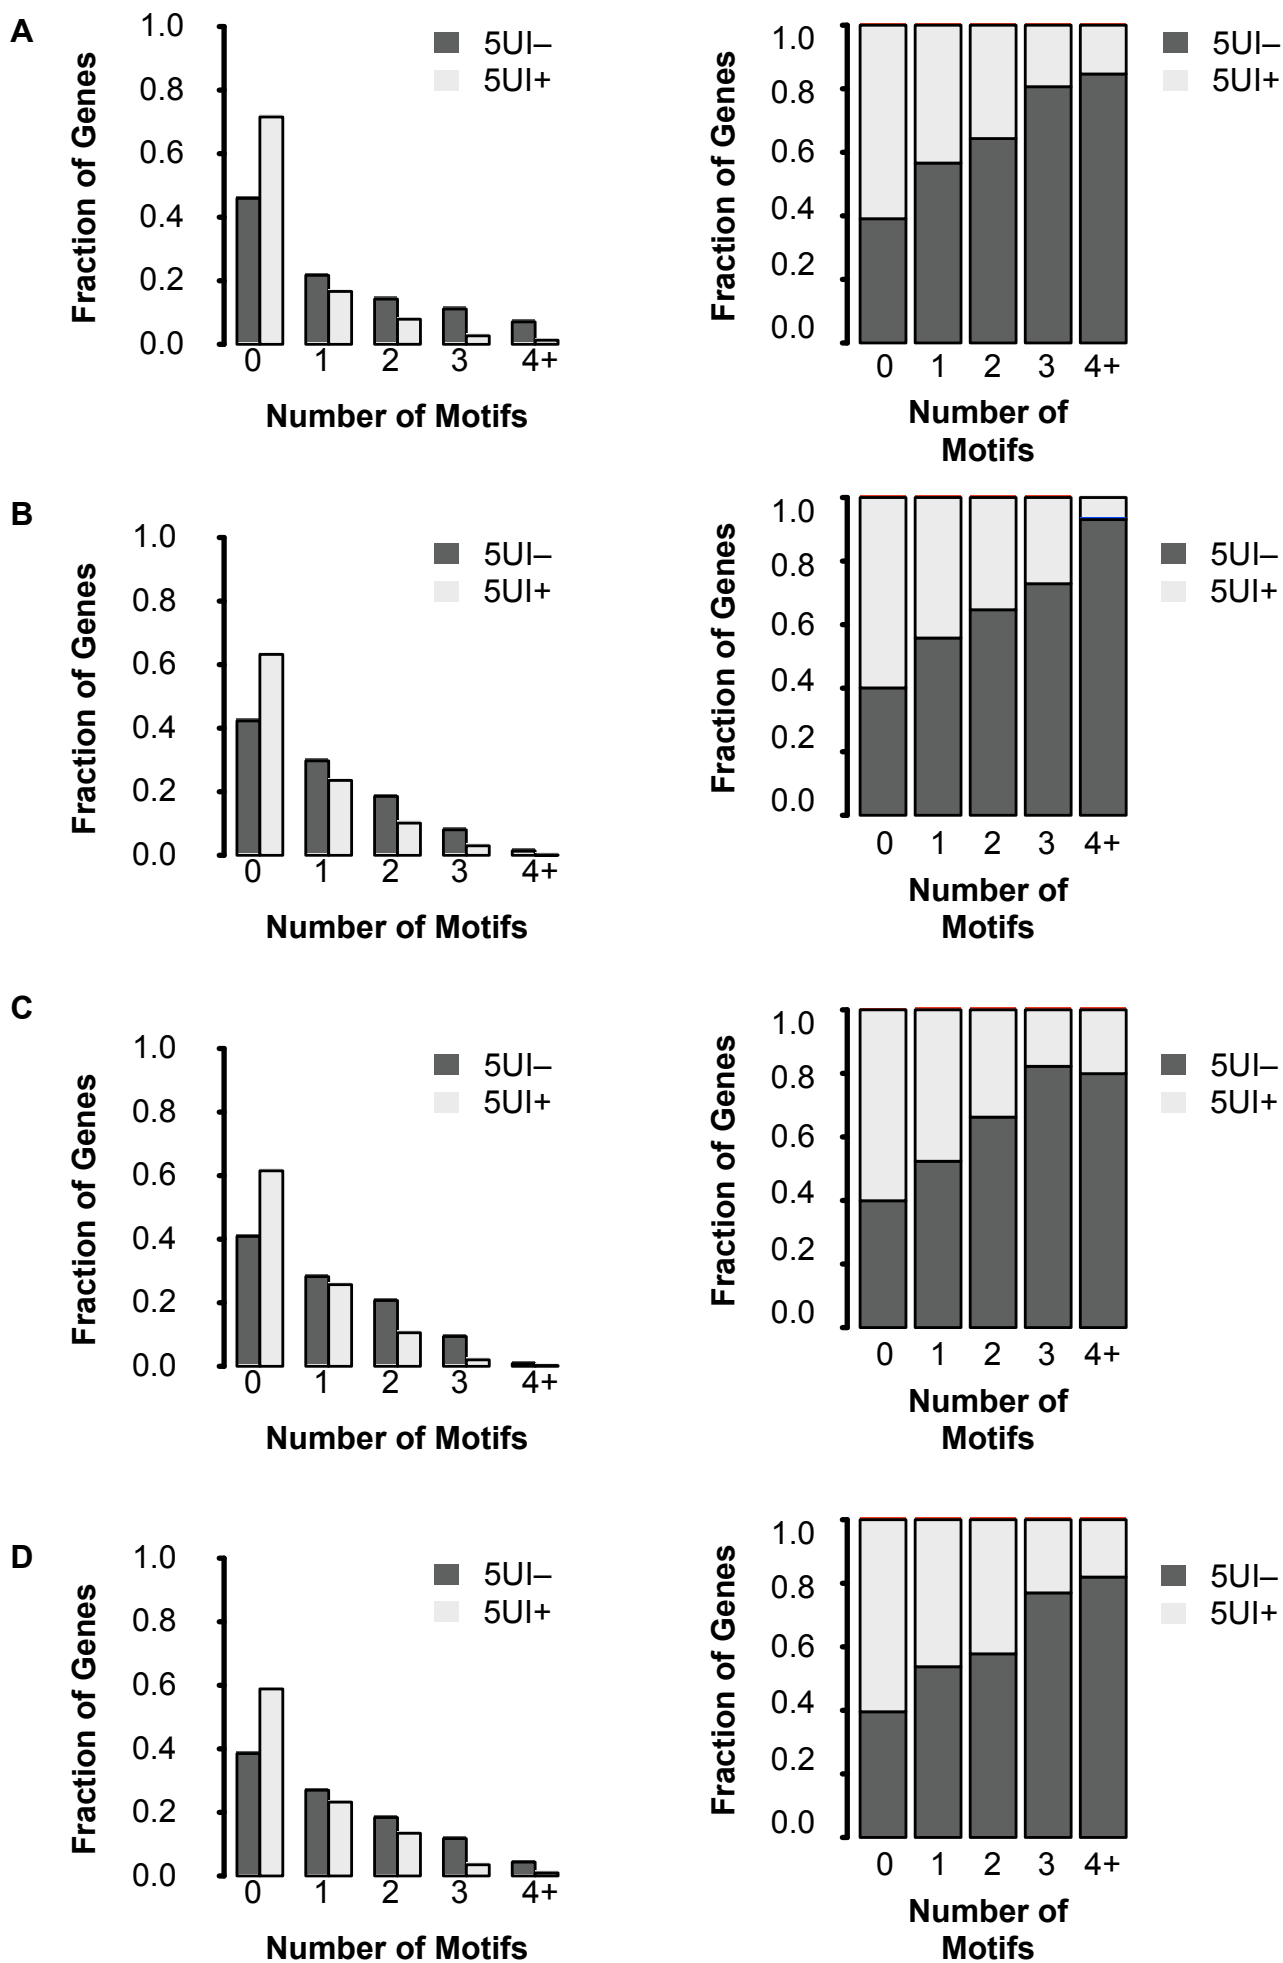 A
Fraction of Genes
1.0
0.8
0.6
0.4
0.2
0.0
0 1 2 3 4+
Number of Motifs
5UI–
5UI+
Fraction of Genes
1.0
0.8
0.6
0.4
0.2
0.0
0 1 2 3 4+
Number of
Motifs
5UI–
5UI+
B
Fraction of Genes
1.0
0.8
0.6
0.4
0.2
0.0
0 1 2 3 4+
Number of Motifs
5UI–
5UI+
Fraction of Genes
1.0
0.8
0.6
0.4
0.2
0.0
0 1 2 3 4+
Number of
Motifs
5UI–
5UI+
C
Fraction of Genes
1.0
0.8
0.6
0.4
0.2
0.0
0 1 2 3 4+
Number of Motifs
5UI–
5UI+
Fraction of Genes
1.0
0.8
0.6
0.4
0.2
0.0
0 1 2 3 4+
Number of
Motifs
5UI–
5UI+
D
Fraction of Genes
1.0
0.8
0.6
0.4
0.2
0.0
0 1 2 3 4+
Number of Motifs
5UI–
5UI+
Fraction of Genes
1.0
0.8
0.6
0.4
0.2
0.0
0 1 2 3 4+
Number of
Motifs
5UI–
5UI+